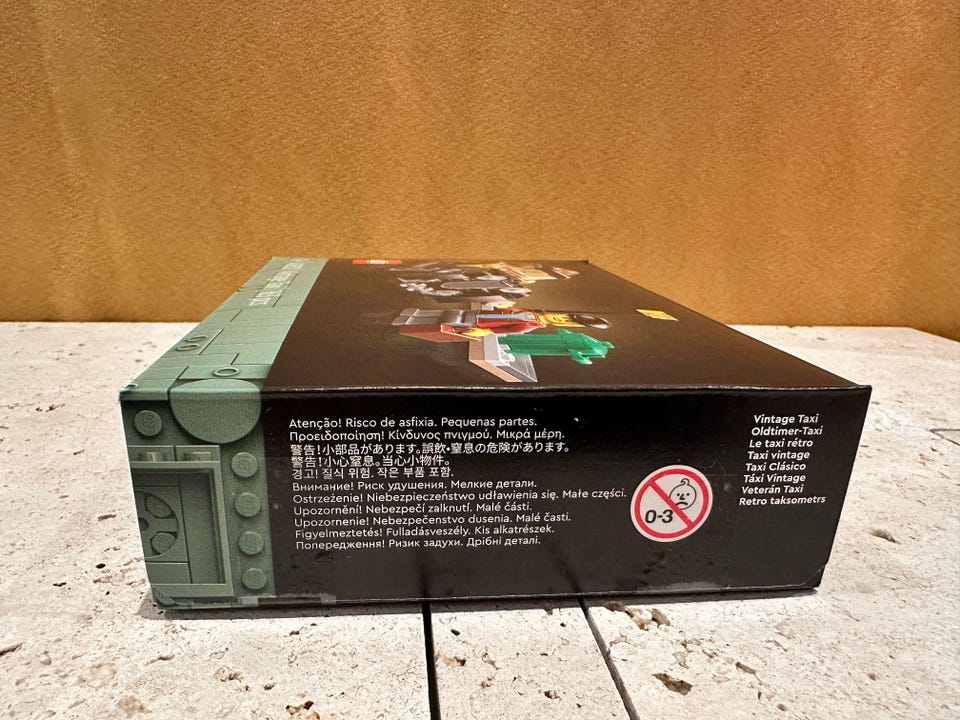 Atenção! Risco de asfixia. Pequenas partes.
Προειδοποίηση! Κίνδυνος πνιγμού. Μικρά μέρη.
警告!小部品があります。誤飲・窒息の危険があります。
警告!小心窒息。当心小物件。
경고! 질식 위험. 작은 부품 포함.
Внимание! Риск удушения. Мелкие детали.
Ostrzeżenie! Niebezpieczeństwo udławienia się. Małe części.
Upozornění! Nebezpečí zalknutí. Malé části.
Upozornenie! Nebezpečenstvo dusenia. Malé časti.
Figyelmeztetés! Fulladásveszély. Kis alkatrészek.
Попередження! Ризик задухи. Дрібні деталі.
0-3
Vintage Taxi
Oldtimer-Taxi
Le taxi rétro
Taxi vintage
Taxi Clásico
Táxi Vintage
Veterán Taxi
Retro taksometrs